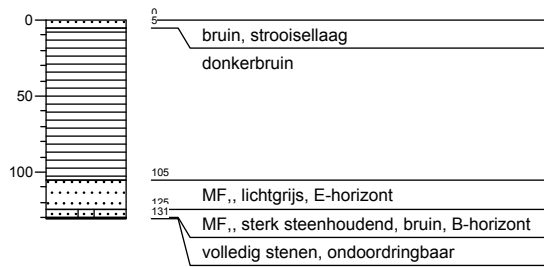 0
0
5
bruin, strooisellaag
donkerbruin
50
100
105
MF,, lichtgrijs, E-horizont
125
131
MF,, sterk steenhoudend, bruin, B-horizont
volledig stenen, ondoordringbaar